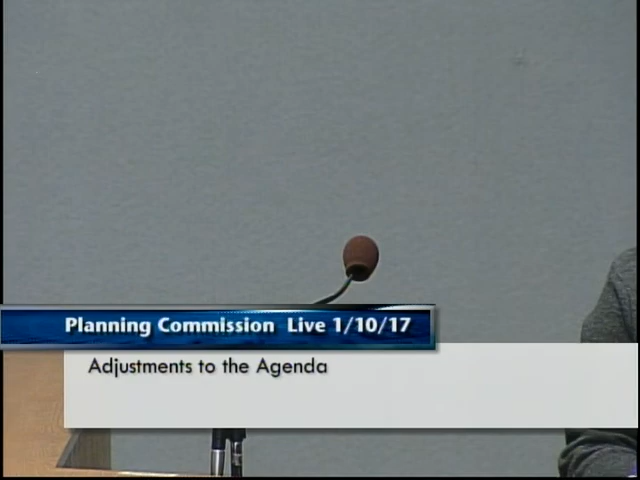 Planning Commission Live 1/10/17
Adjustments to the Agenda